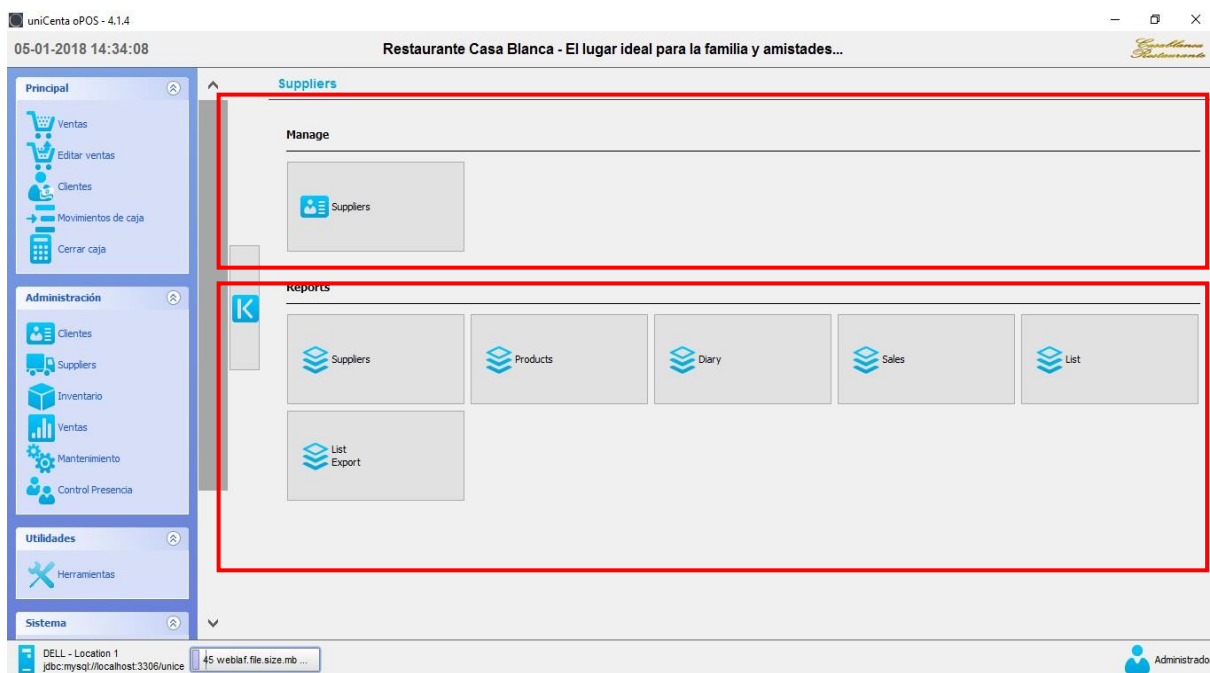 uniCenta oPOS - 4.1.4
05-01-2018 14:34:08
Restaurante Casa Blanca - El lugar ideal para la familia y amistades...
Casablanca
Restaurante
Principal
Ventas
Editar ventas
Clientes
Movimientos de caja
Cerrar caja
Administración
Clientes
Suppliers
Inventario
Ventas
Mantenimiento
Control Presencia
Utilidades
Herramientas
Sistema
Suppliers
Manage
Suppliers
Reports
Suppliers
Products
Diary
Sales
List
List
Export
DELL - Location 1
jdbc:mysql://localhost:3306/unice
45 weblaf.file.size.mb ...
Administrado